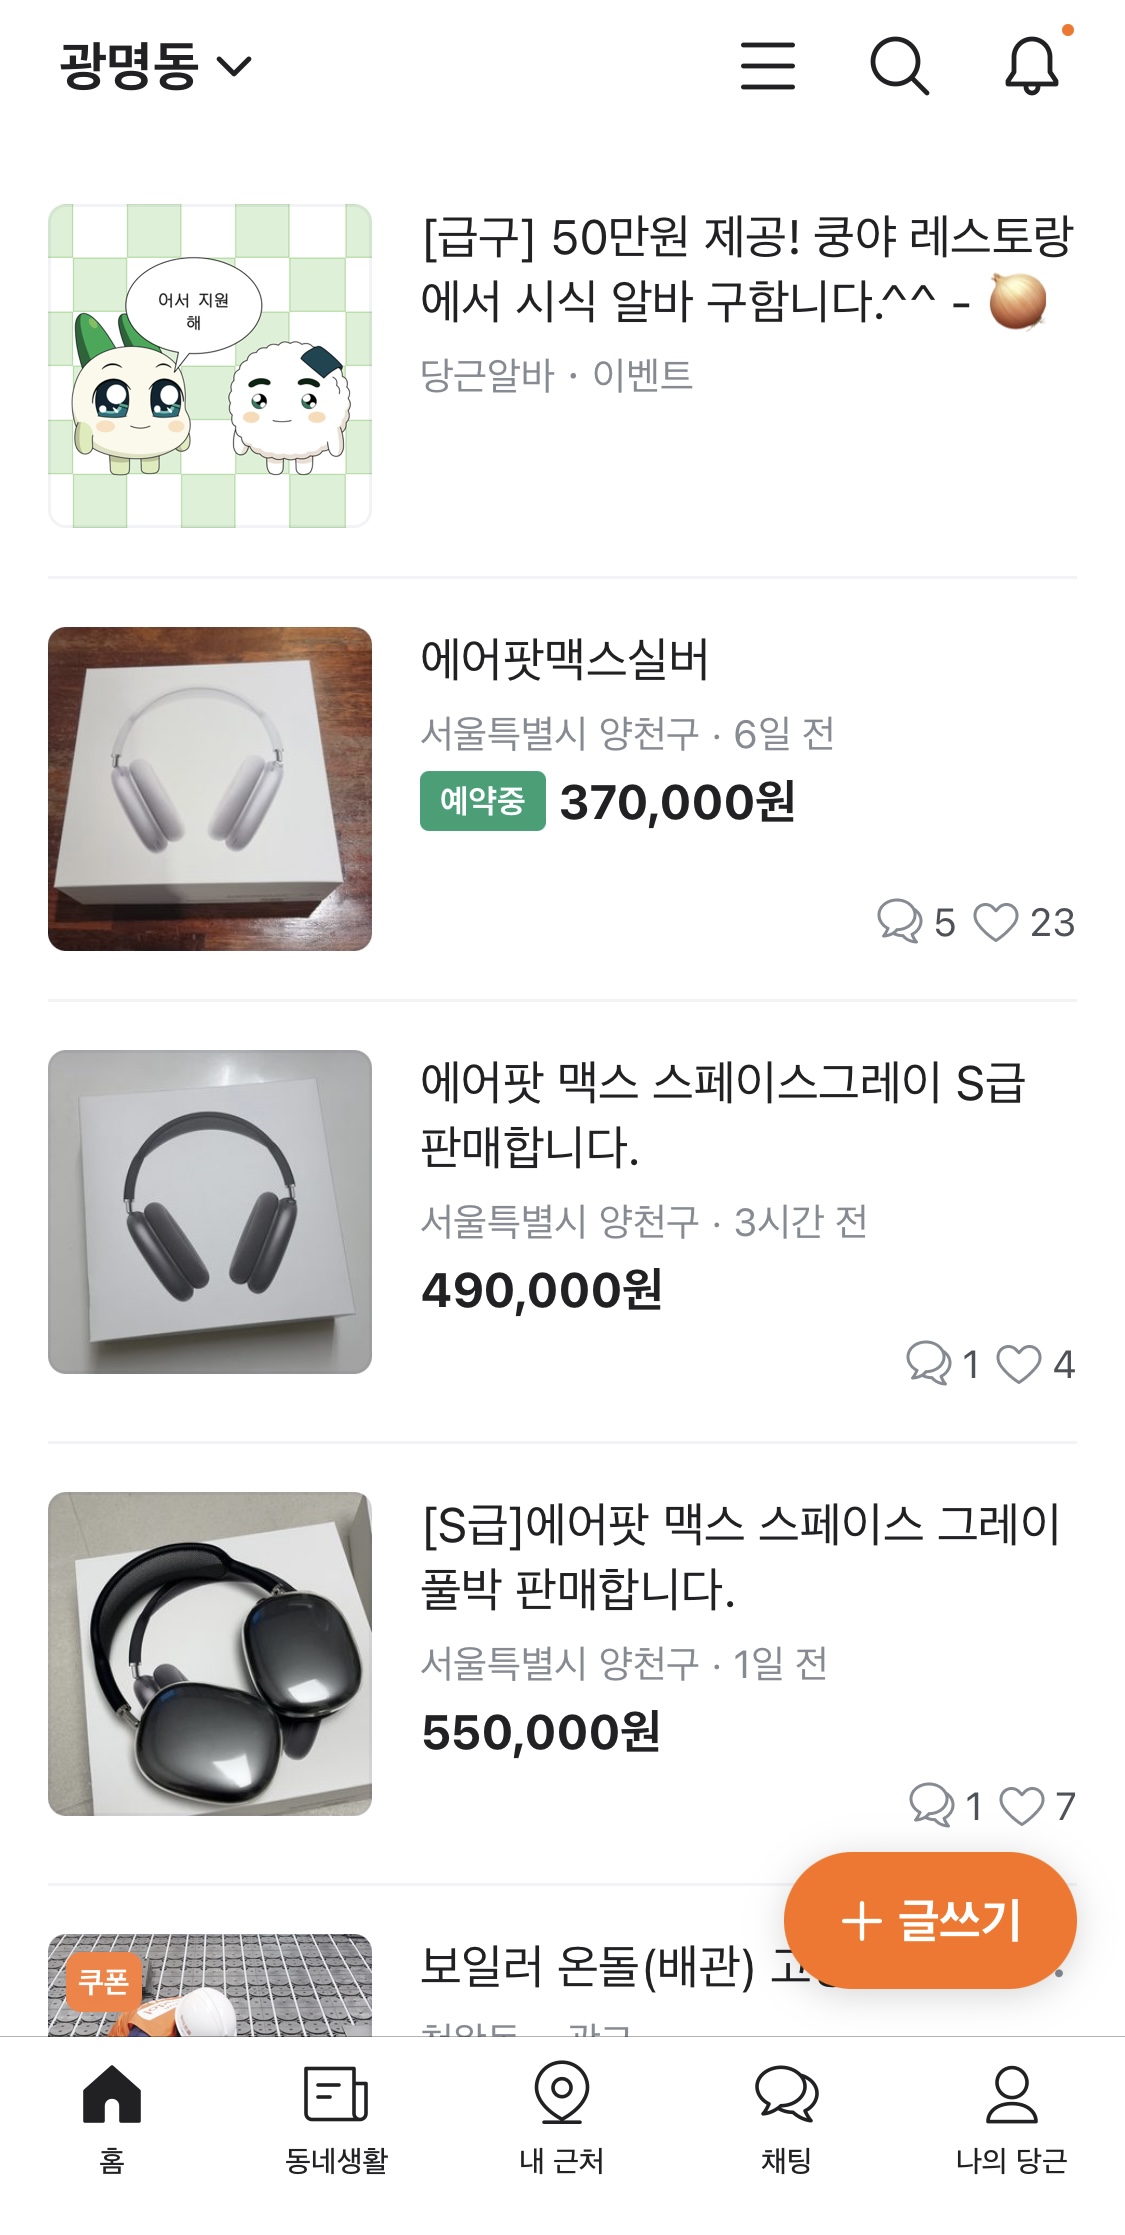 광명동
[급구] 50만원 제공! 쿵야 레스토랑
에서 시식 알바 구함니다.^^ - 🧅
당근알바 · 이벤트
어서 지원
해
에어팟맥스실버
서울특별시 양천구 · 6일 전
예약중 370,000원
5 23
에어팟 맥스 스페이스그레이 S급
판매합니다.
서울특별시 양천구 · 3시간 전
490,000원
1 4
[S급]에어팟 맥스 스페이스 그레이
풀박 판매합니다.
서울특별시 양천구 · 1일 전
550,000원
1 7
+ 글쓰기
쿠폰
보일러 온돌(배관)
홈 동네생활 내 근처 채팅 나의 당근